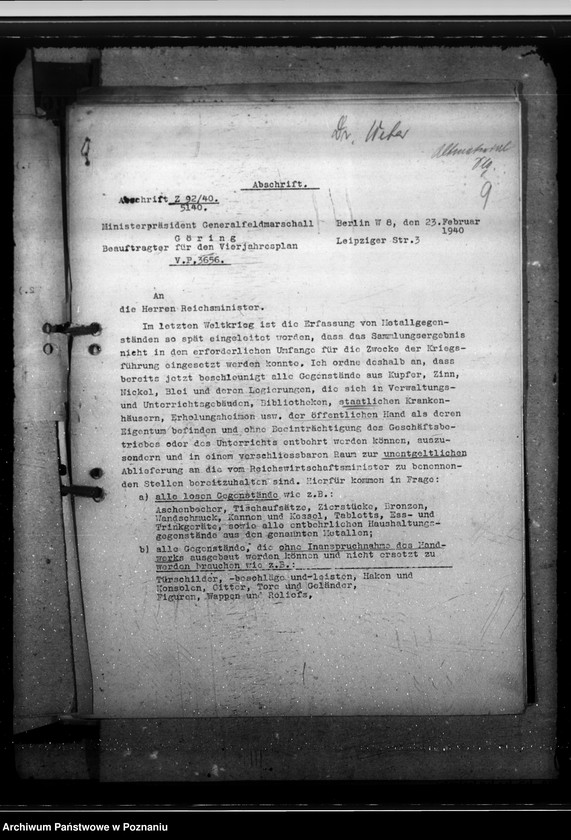 Dr. Weber
9
Abschrift.
Abschrift Z 92/40.
5140.
Ministerpräsident Generalfeldmarschall Berlin W 8, den 23.Februar
1940
Göring Leipziger Str.3
Beauftragter für den Vierjahresplan
V.P.3656.
An
die Herren Reichsminister.
Im letzten Weltkrieg ist die Erfassung von Metallgegen-
ständen so spät eingeleitet worden, dass das Sammlungsergebnis
nicht in dem erforderlichen Umfange für die Zwecke der Kriegs-
führung eingesetzt werden konnte. Ich ordne deshalb an, dass
bereits jetzt beschleunigt alle Gegenstände aus Kupfer, Zinn,
Nickel, Blei und deren Legierungen, die sich in Verwaltungs-
und Unterrichtsgebäuden, Bibliotheken, staatlichen Kranken-
häusern, Erholungsheimen usw. der öffentlichen Hand als deren
Eigentum befinden und ohne Beeinträchtigung des Geschäftsbe-
triebes oder des Unterrichts entbehrt werden können, auszu-
sondern und in einem verschliessbaren Raum zur unentgeltlichen
Ablieferung an die vom Reichswirtschaftsminister zu benennen-
den Stellen bereitzuhalten sind. Hierfür kommen in Frage:
a) alle losen Gegenstände wie z.B.:
Aschenbecher, Tischaufsätze, Zierstücke, Bronzen,
Wandschmuck, Kannen und Kessel, Tabletts, Ess- und
Trinkgeräte, sowie alle entbehrlichen Haushaltungs-
gegenstände aus den genannten Metallen;
b) alle Gegenstände, die ohne Inanspruchnahme des Hand-
werks ausgebaut werden können und nicht ersetzt zu
werden brauchen wie z.B.:
Türschilder, -beschläge und-leisten, Haken und
Konsolen, Gitter, Tore und Geländer,
Figuren, Wappen und Reliefs,
Archiwum Państwowe w Poznaniu